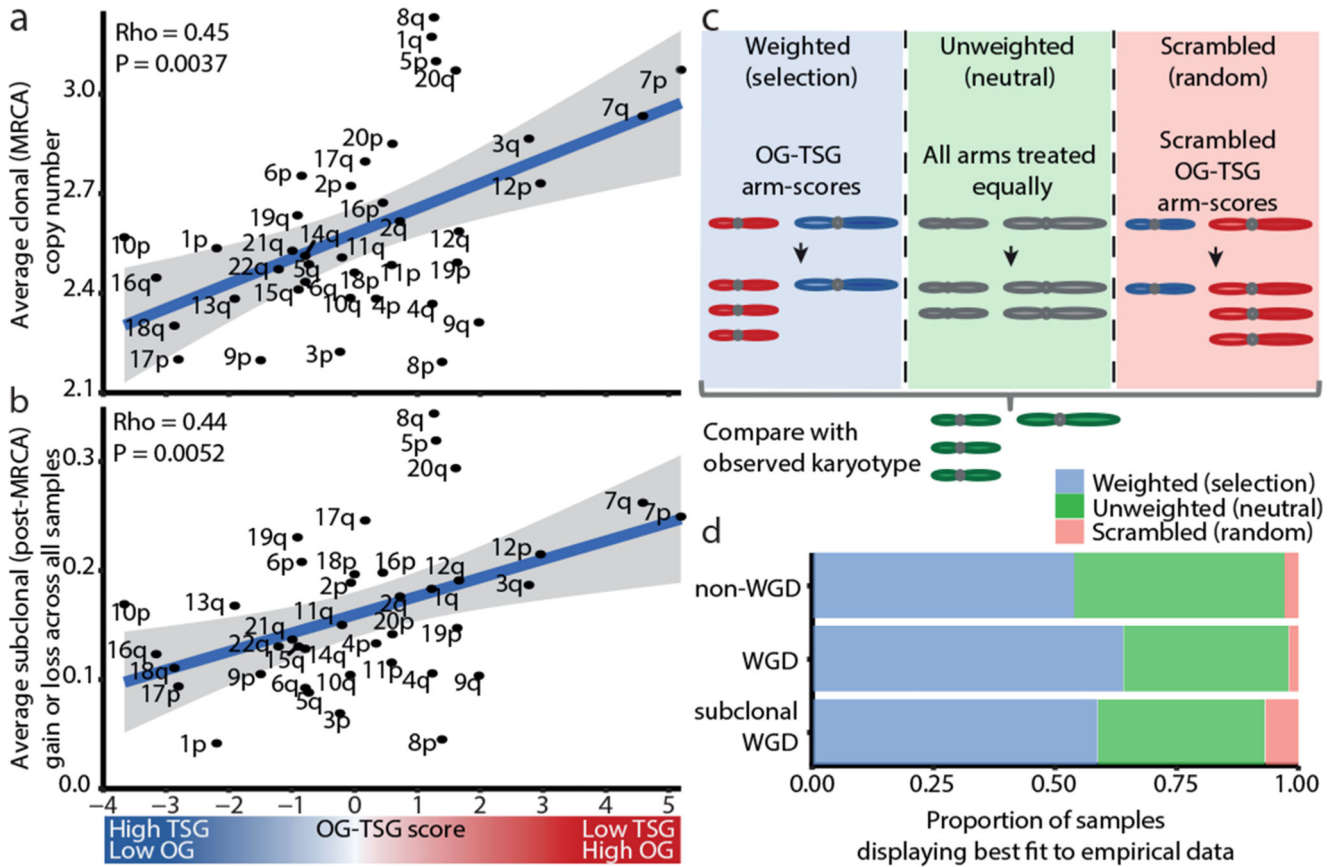 a
Rho = 0.45
P = 0.0037
Average clonal (MRCA)
copy number
3.0
2.7
2.4
2.1
8q
1q
5p
20q
7p
7q
20p
3q
17q
6p
2p
12p
16p
19q
2q
14q
10p
1p
21q
11q
12q
16q
22q
5q
18p
11p
19p
15q
6q
13q
10q
4p
4q
18q
9q
17p
9p
3p
8p
b
Rho = 0.44
P = 0.0052
Average subclonal (post-MRCA)
gain or loss across all samples
0.3
0.2
0.1
0.0
8q
5p
20q
7q
7p
17q
19q
6p
18p
16p
12q
12p
2p
3q
10p
13q
11q
2q
1q
21q
20p
19p
16q
22q
15q
14q
4p
18q
9p
11p
17p
6q
10q
4q
9q
5q
3p
1p
8p
−4 −3 −2 −1 0 1 2 3 4 5
High TSG
Low OG
OG-TSG score
Low TSG
High OG
c
Weighted
(selection)
Unweighted
(neutral)
Scrambled
(random)
OG-TSG
arm-scores
All arms treated
equally
Scrambled
OG-TSG
arm-scores
Compare with
observed karyotype
Weighted (selection)
Unweighted (neutral)
Scrambled (random)
d
non-WGD
WGD
subclonal
WGD
0.00 0.25 0.50 0.75 1.00
Proportion of samples
displaying best fit to empirical data